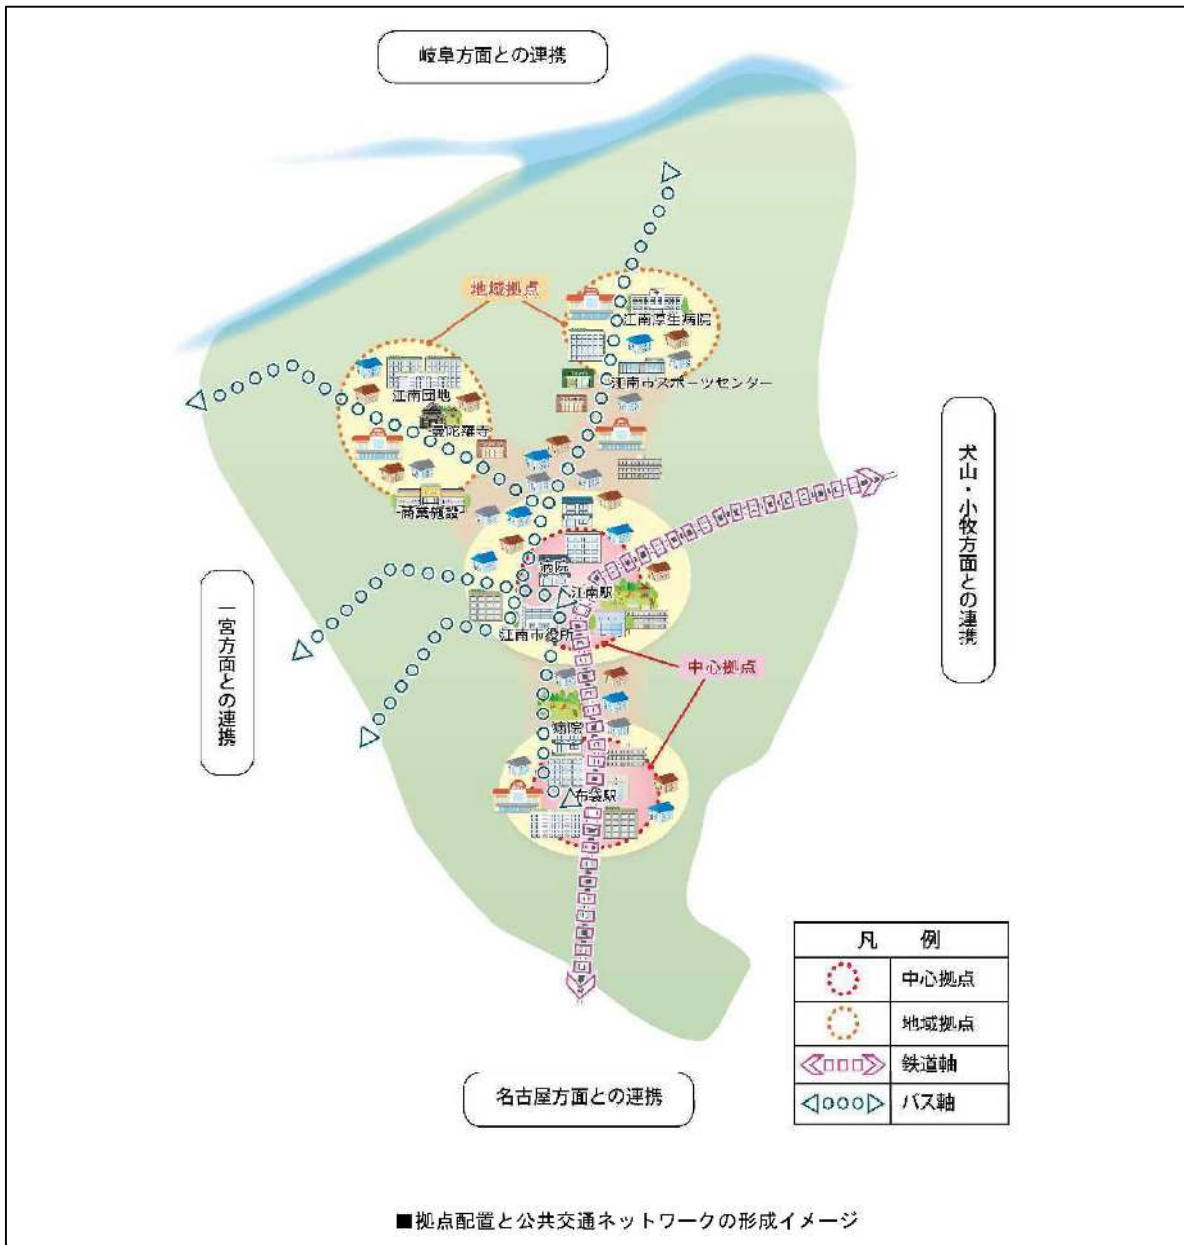 岐阜方面との連携
地域拠点
江南厚生病院
江南市スポーツセンター
江南団地
曼陀羅寺
商業施設
犬山・小牧方面との連携
病院
江南駅
江南市役所
一宮方面との連携
中心拠点
病院
布袋駅
凡 例
中心拠点
地域拠点
鉄道軸
バス軸
名古屋方面との連携
■拠点配置と公共交通ネットワークの形成イメージ